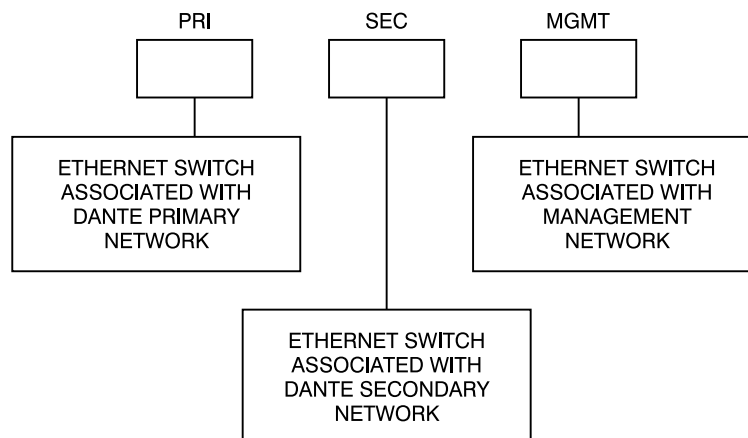 PRI
SEC
MGMT
ETHERNET SWITCH
ASSOCIATED WITH
DANTE PRIMARY
NETWORK
ETHERNET SWITCH
ASSOCIATED WITH
MANAGEMENT
NETWORK
ETHERNET SWITCH
ASSOCIATED WITH
DANTE SECONDARY
NETWORK